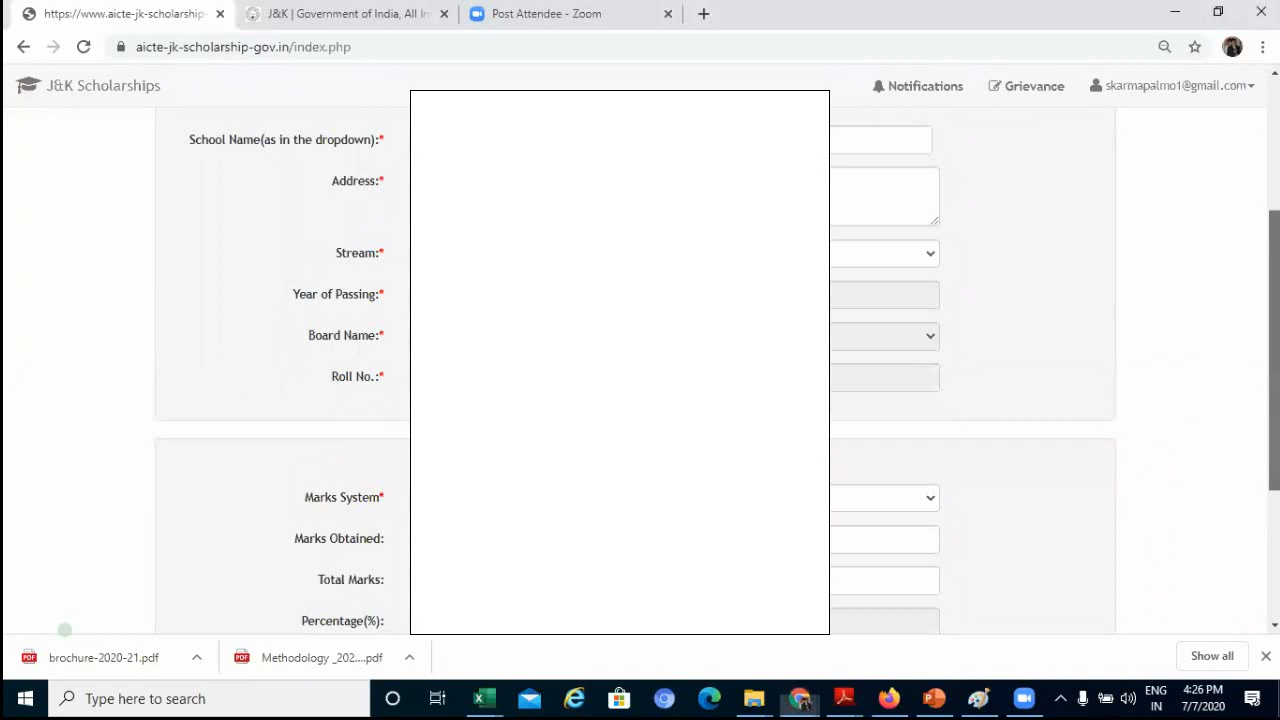 https://www.aicte-jk-scholarship-
J&K | Government of India, All In
Post Attendee - Zoom
aicte-jk-scholarship-gov.in/index.php
J&K Scholarships
Notifications
Grievance
skarmapalmo1@gmail.com
School Name(as in the dropdown):*
Address:*
Stream:*
Year of Passing:*
Board Name:*
Roll No.:*
Marks System*
Marks Obtained:
Total Marks:
Percentage(%):
brochure-2020-21.pdf
Methodology _202....pdf
Show all
Type here to search
ENG
IN
4:26 PM
7/7/2020